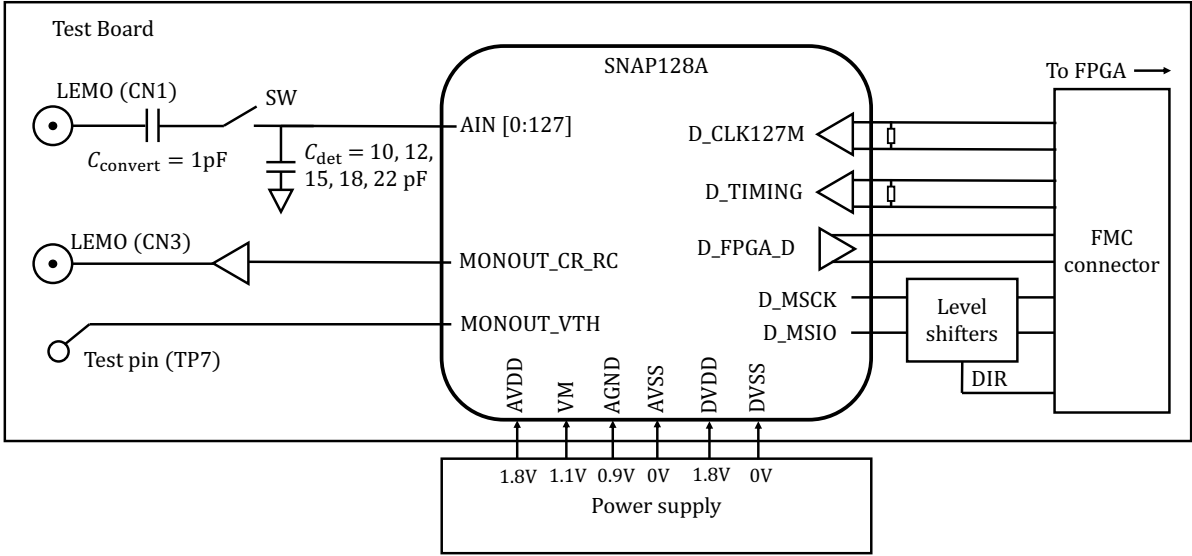 Test Board
LEMO (CN1)
SW
C_convert = 1pF
C_det = 10, 12,
15, 18, 22 pF
LEMO (CN3)
Test pin (TP7)
SNAP128A
AIN [0:127]
MONOUT_CR_RC
MONOUT_VTH
D_CLK127M
D_TIMING
D_FPGA_D
D_MSCK
D_MSIO
AVDD
VM
AGND
AVSS
DVDD
DVSS
To FPGA
FMC
connector
Level
shifters
DIR
1.8V 1.1V 0.9V 0V 1.8V 0V
Power supply